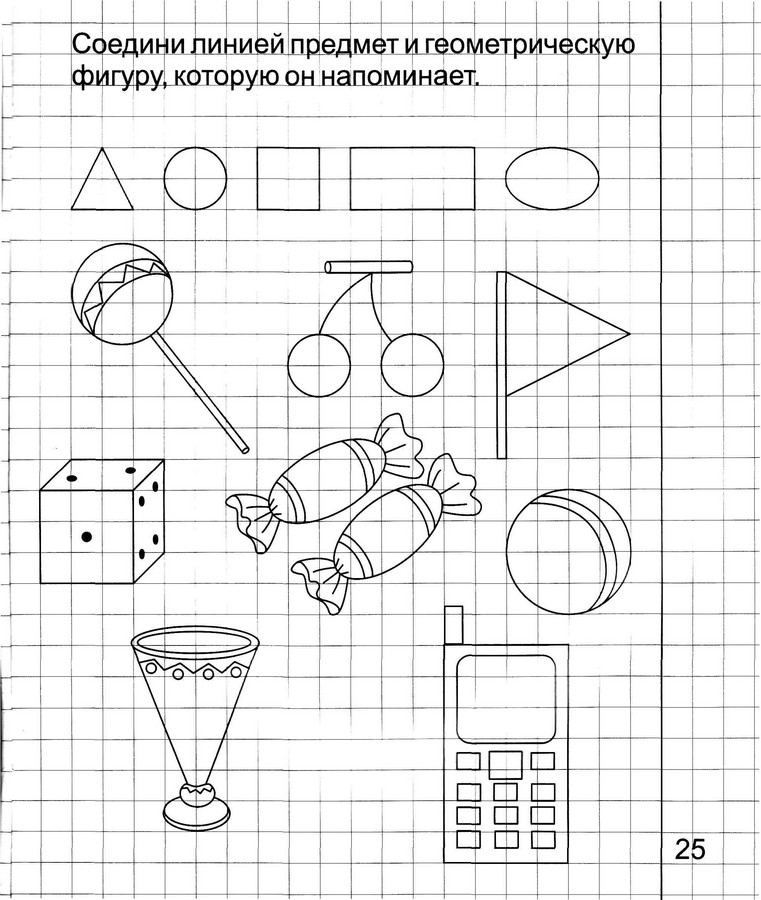 Соедини линией предмет и геометрическую
фигуру, которую он напоминает.
25